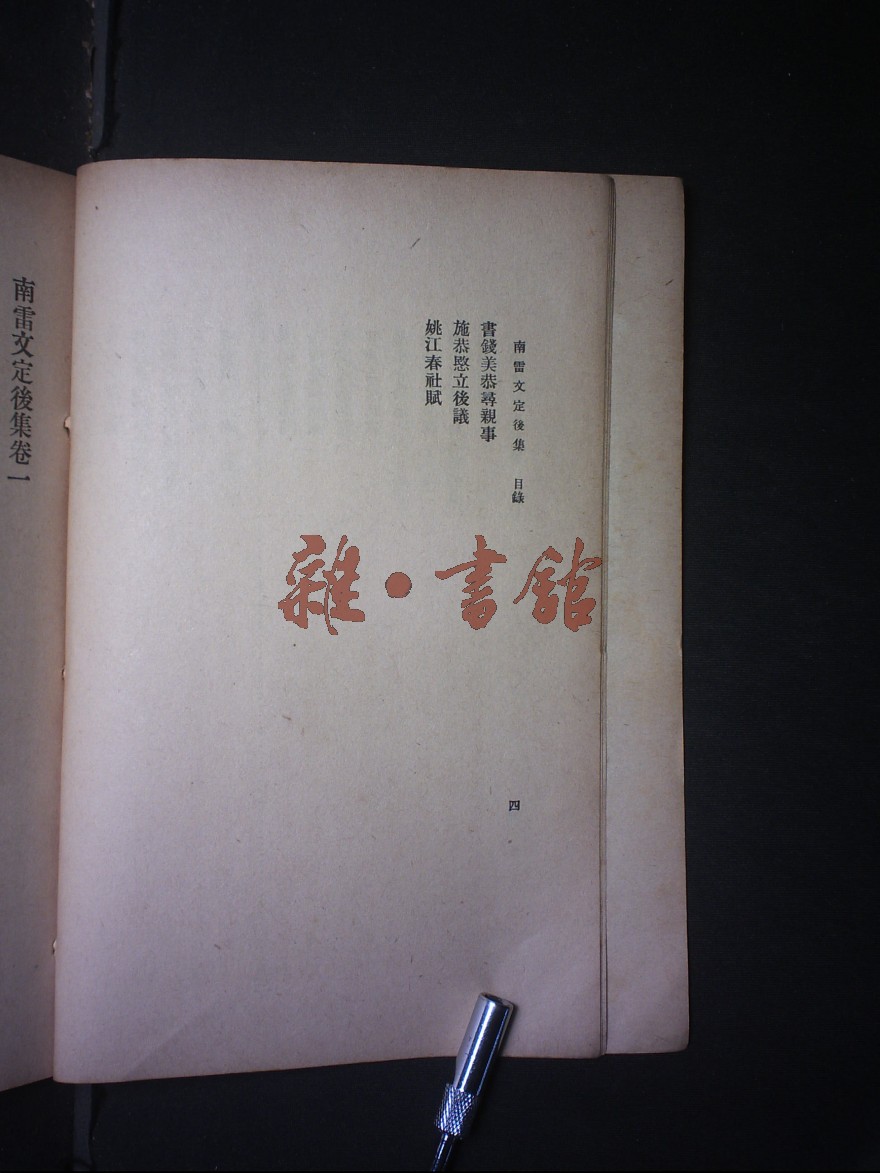 南雷文定後集　目錄
四
書錢美恭尋親事
施恭愍立後議
姚江春社賦
南雷文定後集卷一
雜・書館